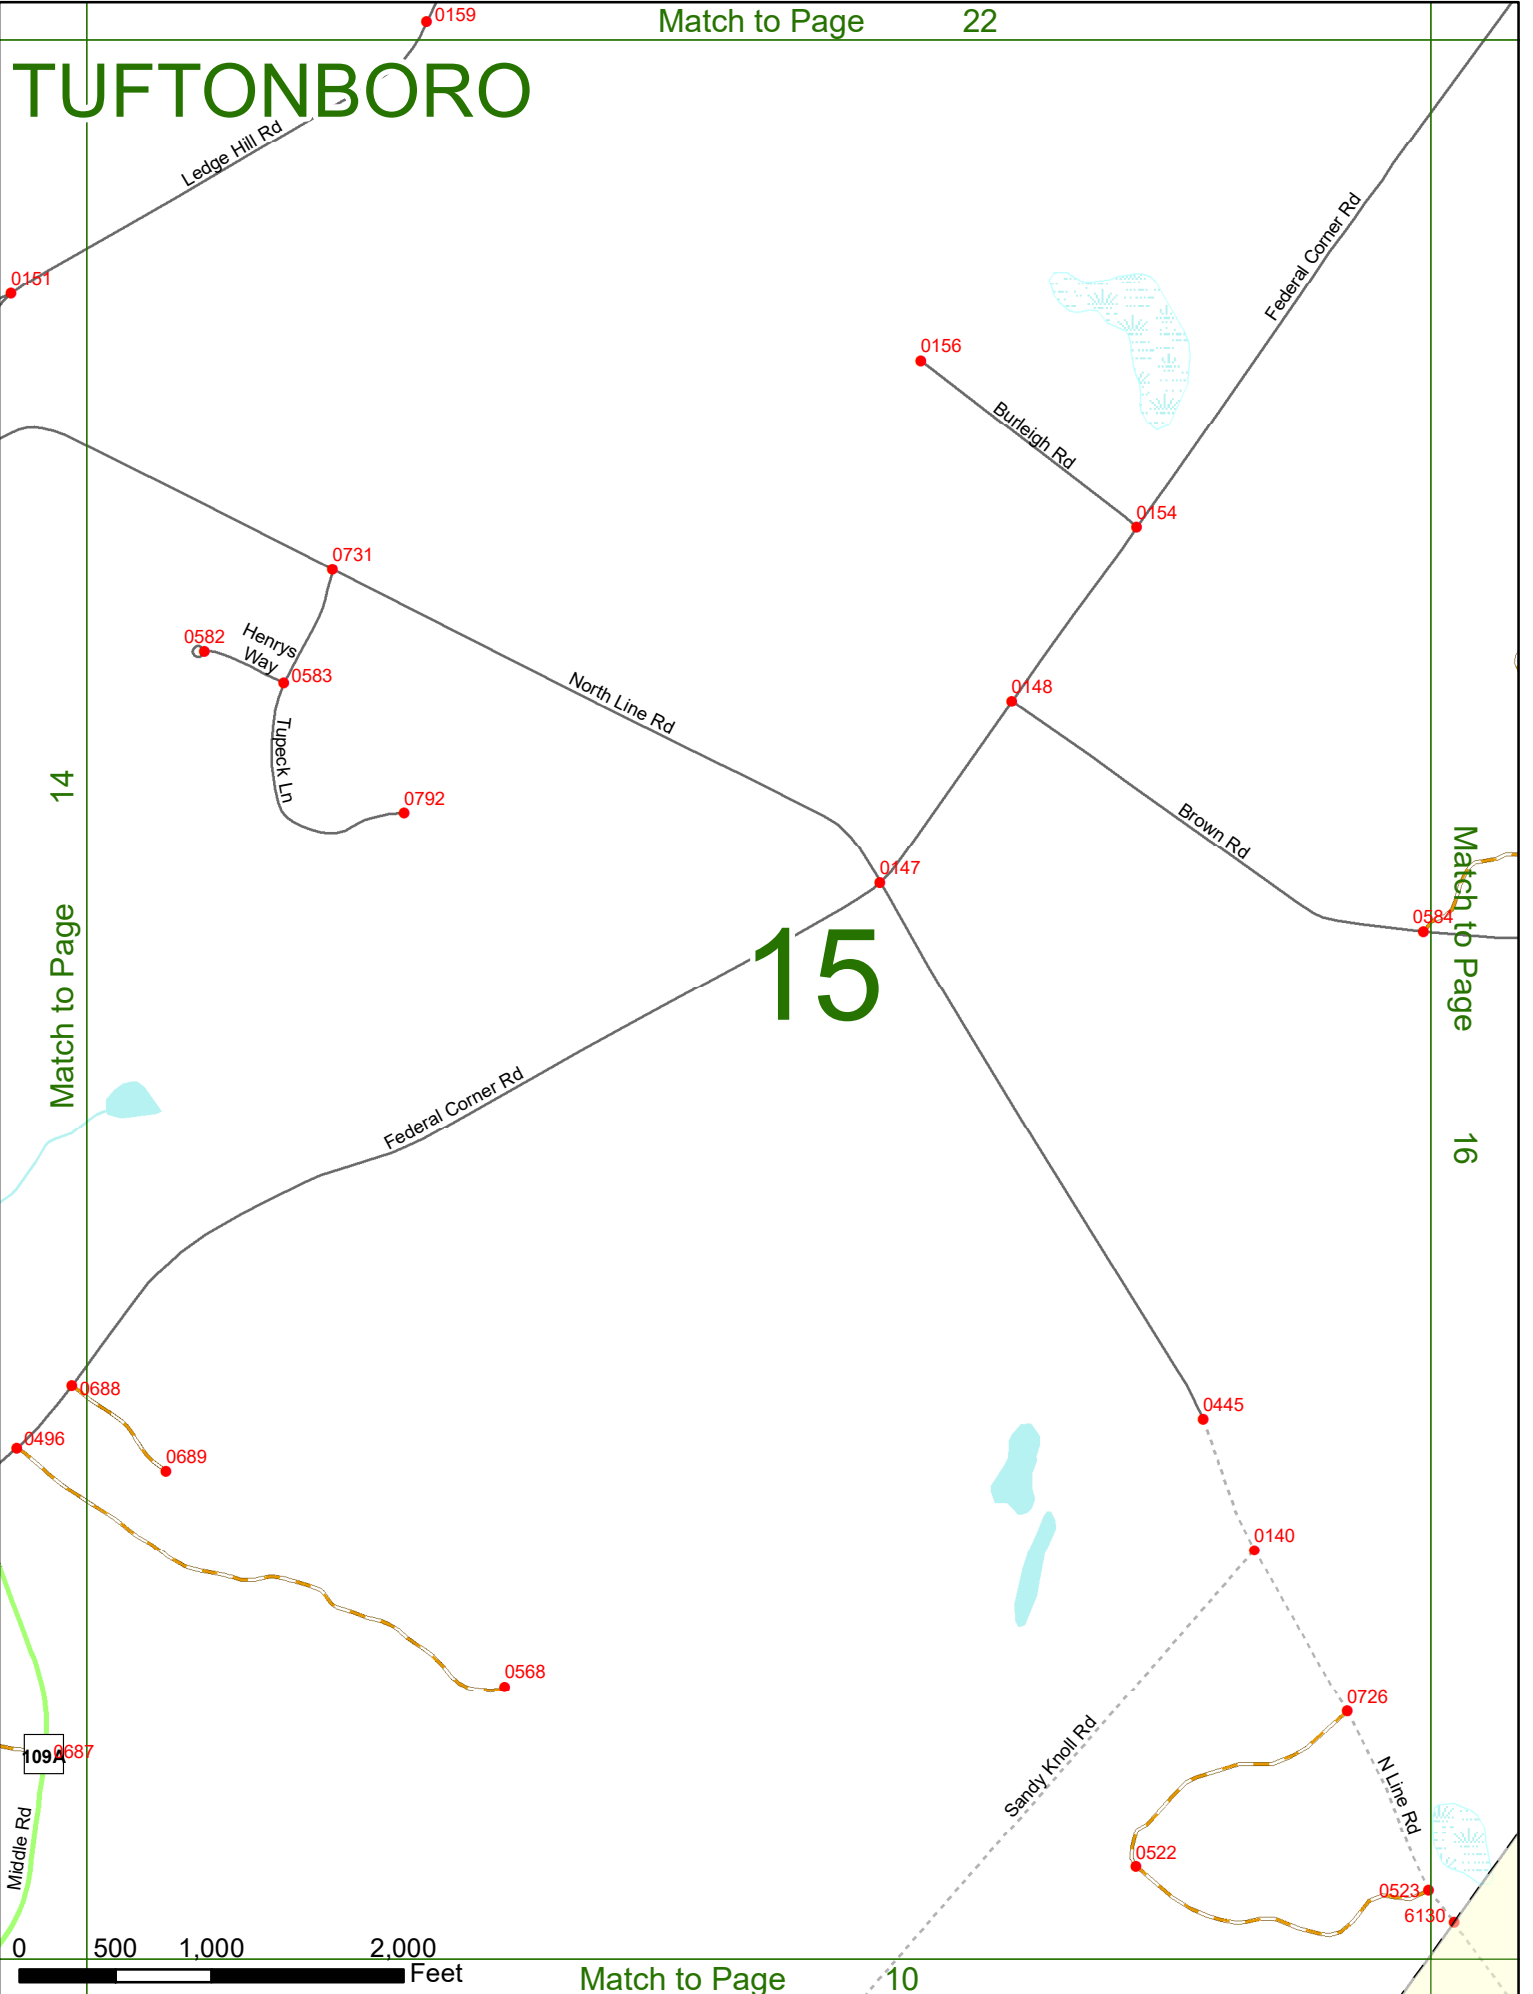 0159
Match to Page 22
TUFTONBORO
Ledge Hill Rd
Federal Corner Rd
0151
0156
Burleigh Rd
0154
0731
0582
Henrys
Way
0583
North Line Rd
0148
Tupeck Ln
14
0792
Brown Rd
0147
Match to Page
0584
Match to Page
15
Federal Corner Rd
16
0688
0445
0496
0689
0140
0568
0726
Sandy Knoll Rd
109A
0687
N Line Rd
Middle Rd
0522
0523
6130
0 500 1,000 2,000
Feet
Match to Page 10